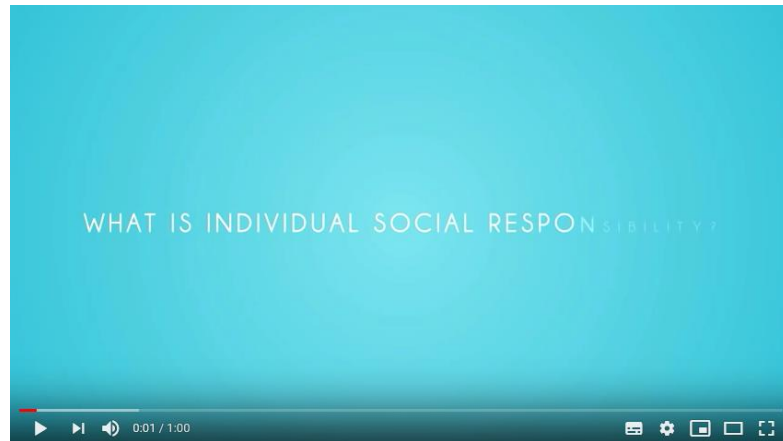 WHAT IS INDIVIDUAL SOCIAL RESPONSIBILITY?
0:01 / 1:00